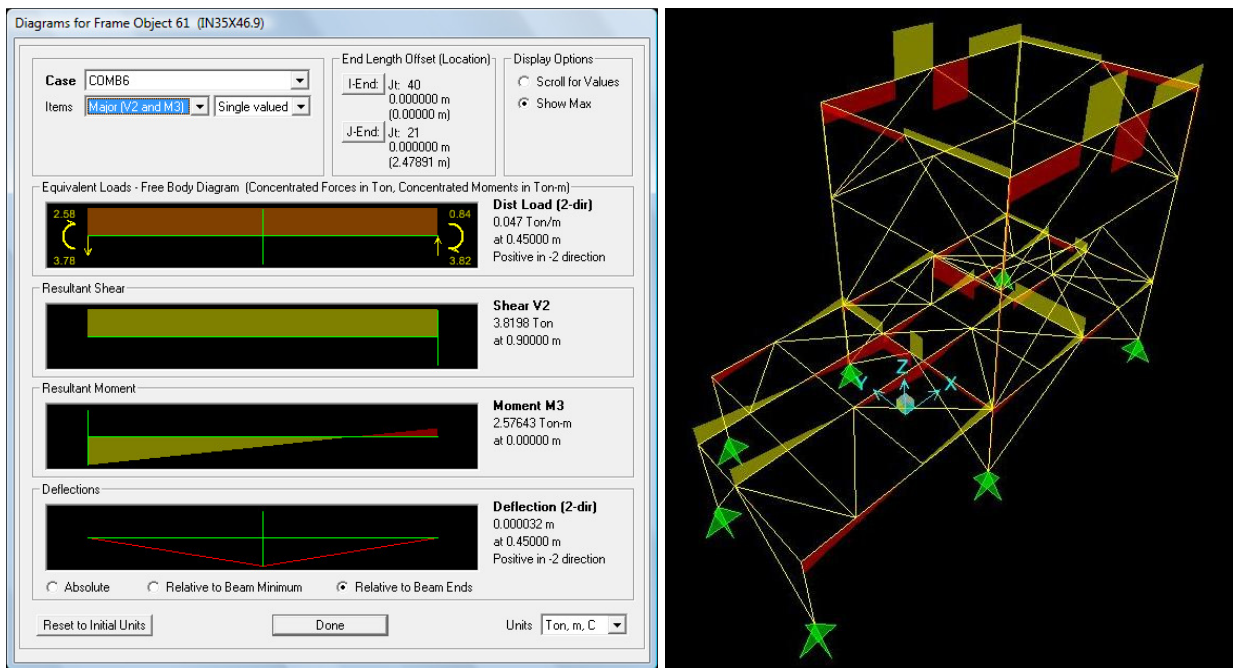 Diagrams for Frame Object 61 (IN35X46.9)
Case COMB6
Items Major (V2 and M3) Single valued
End Length Offset (Location)
I-End: Jt: 40
0.000000 m
(0.00000 m)
J-End: Jt: 21
0.000000 m
(2.47891 m)
Display Options
Scroll for Values
Show Max
Equivalent Loads - Free Body Diagram (Concentrated Forces in Ton, Concentrated Moments in Ton-m)
2.58
0.84
3.78
3.82
Dist Load (2-dir)
0.047 Ton/m
at 0.45000 m
Positive in -2 direction
Resultant Shear
Shear V2
3.8198 Ton
at 0.90000 m
Resultant Moment
Moment M3
2.57643 Ton-m
at 0.00000 m
Deflections
Deflection (2-dir)
0.000032 m
at 0.45000 m
Positive in -2 direction
Absolute Relative to Beam Minimum Relative to Beam Ends
Reset to Initial Units Done Units Ton, m, C
Z
Y X